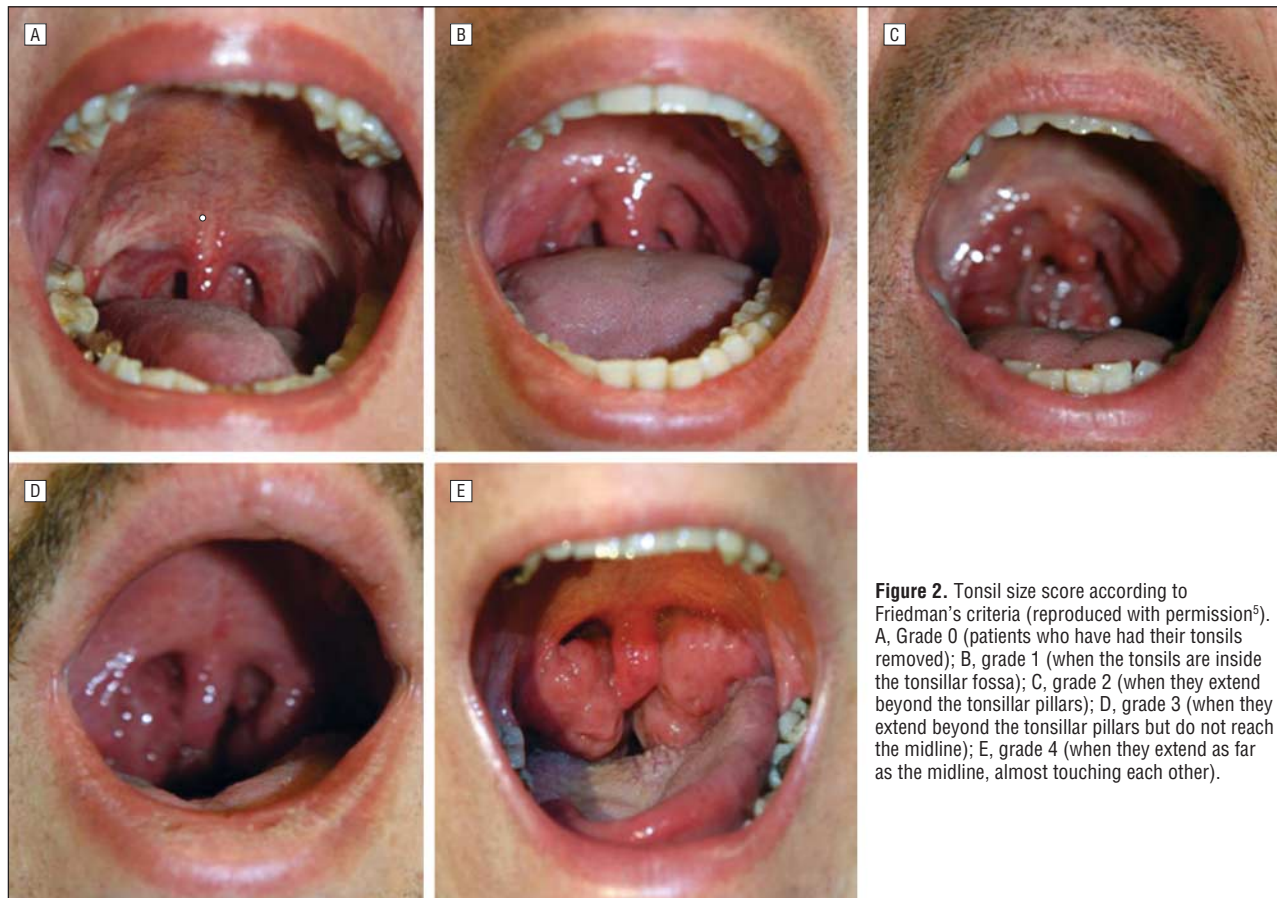 A
B
C
D
E
Figure 2. Tonsil size score according to
Friedman's criteria (reproduced with permission⁵).
A, Grade 0 (patients who have had their tonsils
removed); B, grade 1 (when the tonsils are inside
the tonsillar fossa); C, grade 2 (when they extend
beyond the tonsillar pillars); D, grade 3 (when they
extend beyond the tonsillar pillars but do not reach
the midline); E, grade 4 (when they extend as far
as the midline, almost touching each other).